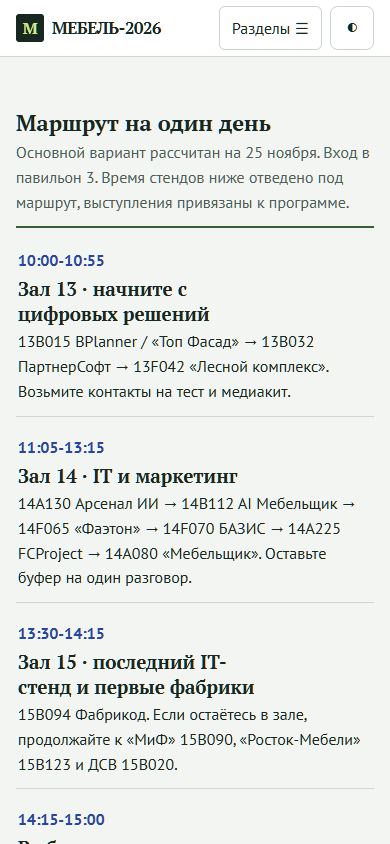 М МЕБЕЛЬ-2026
Разделы ☰
Маршрут на один день
Основной вариант рассчитан на 25 ноября. Вход в
павильон 3. Время стендов ниже отведено под
маршрут, выступления привязаны к программе.
10:00-10:55
Зал 13 · начните с
цифровых решений
13B015 BPlanner / «Топ Фасад» → 13B032
ПартнерСофт → 13F042 «Лесной комплекс».
Возьмите контакты на тест и медиакит.
11:05-13:15
Зал 14 · IT и маркетинг
14A130 Арсенал ИИ → 14B112 AI Мебельщик →
14F065 «Фаэтон» → 14F070 БАЗИС → 14A225
FCProject → 14A080 «Мебельщик». Оставьте
буфер на один разговор.
13:30-14:15
Зал 15 · последний IT-
стенд и первые фабрики
15B094 Фабрикод. Если остаётесь в зале,
продолжайте к «МиФ» 15B090, «Росток-Мебели»
15B123 и ДСВ 15B020.
14:15-15:00